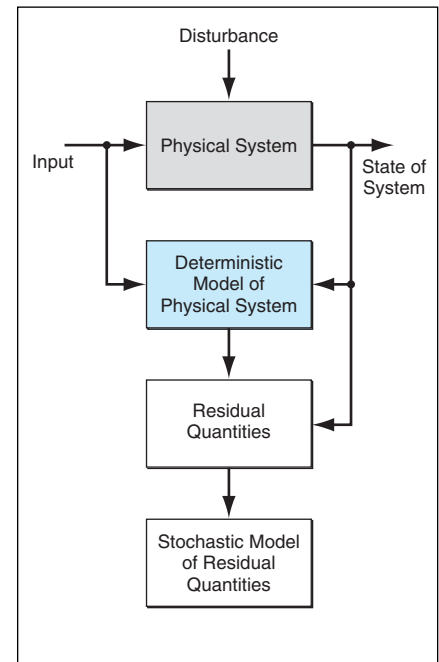 Disturbance
Physical System
Input
State of
System
Deterministic
Model of
Physical System
Residual
Quantities
Stochastic Model
of Residual
Quantities